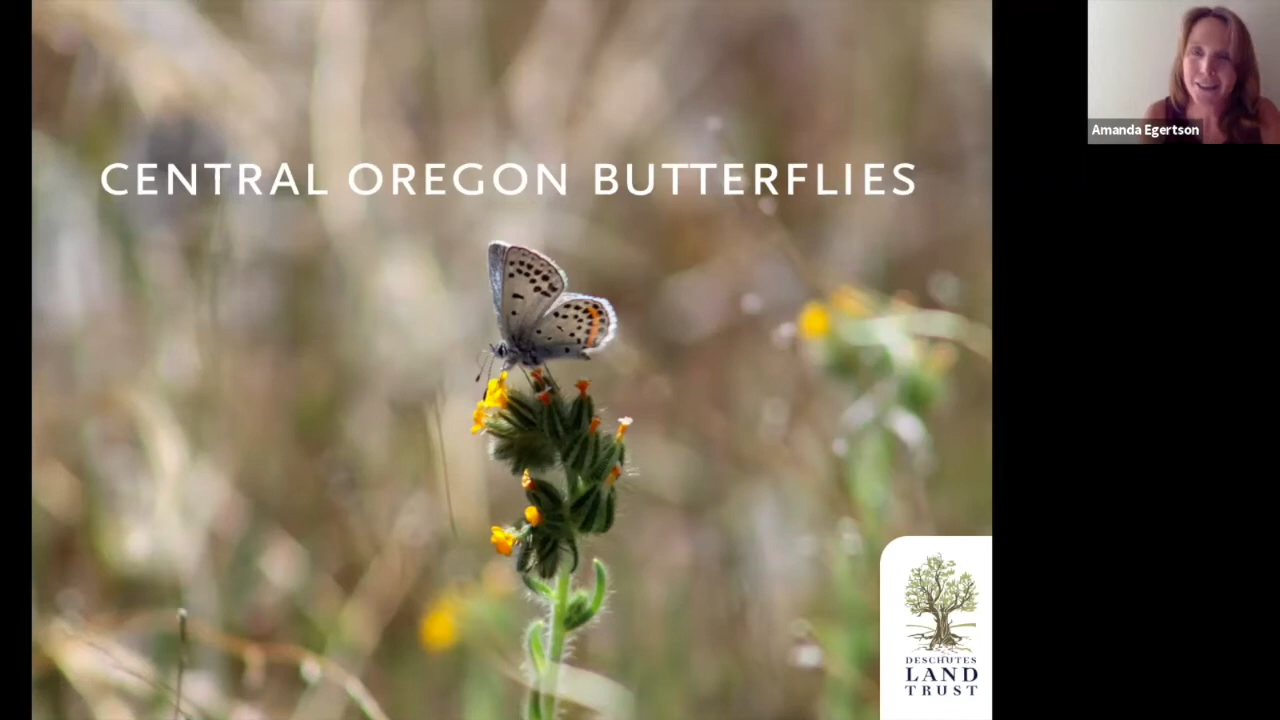 CENTRAL OREGON BUTTERFLIES
Amanda Egertson
DESCHUTES
LAND
TRUST